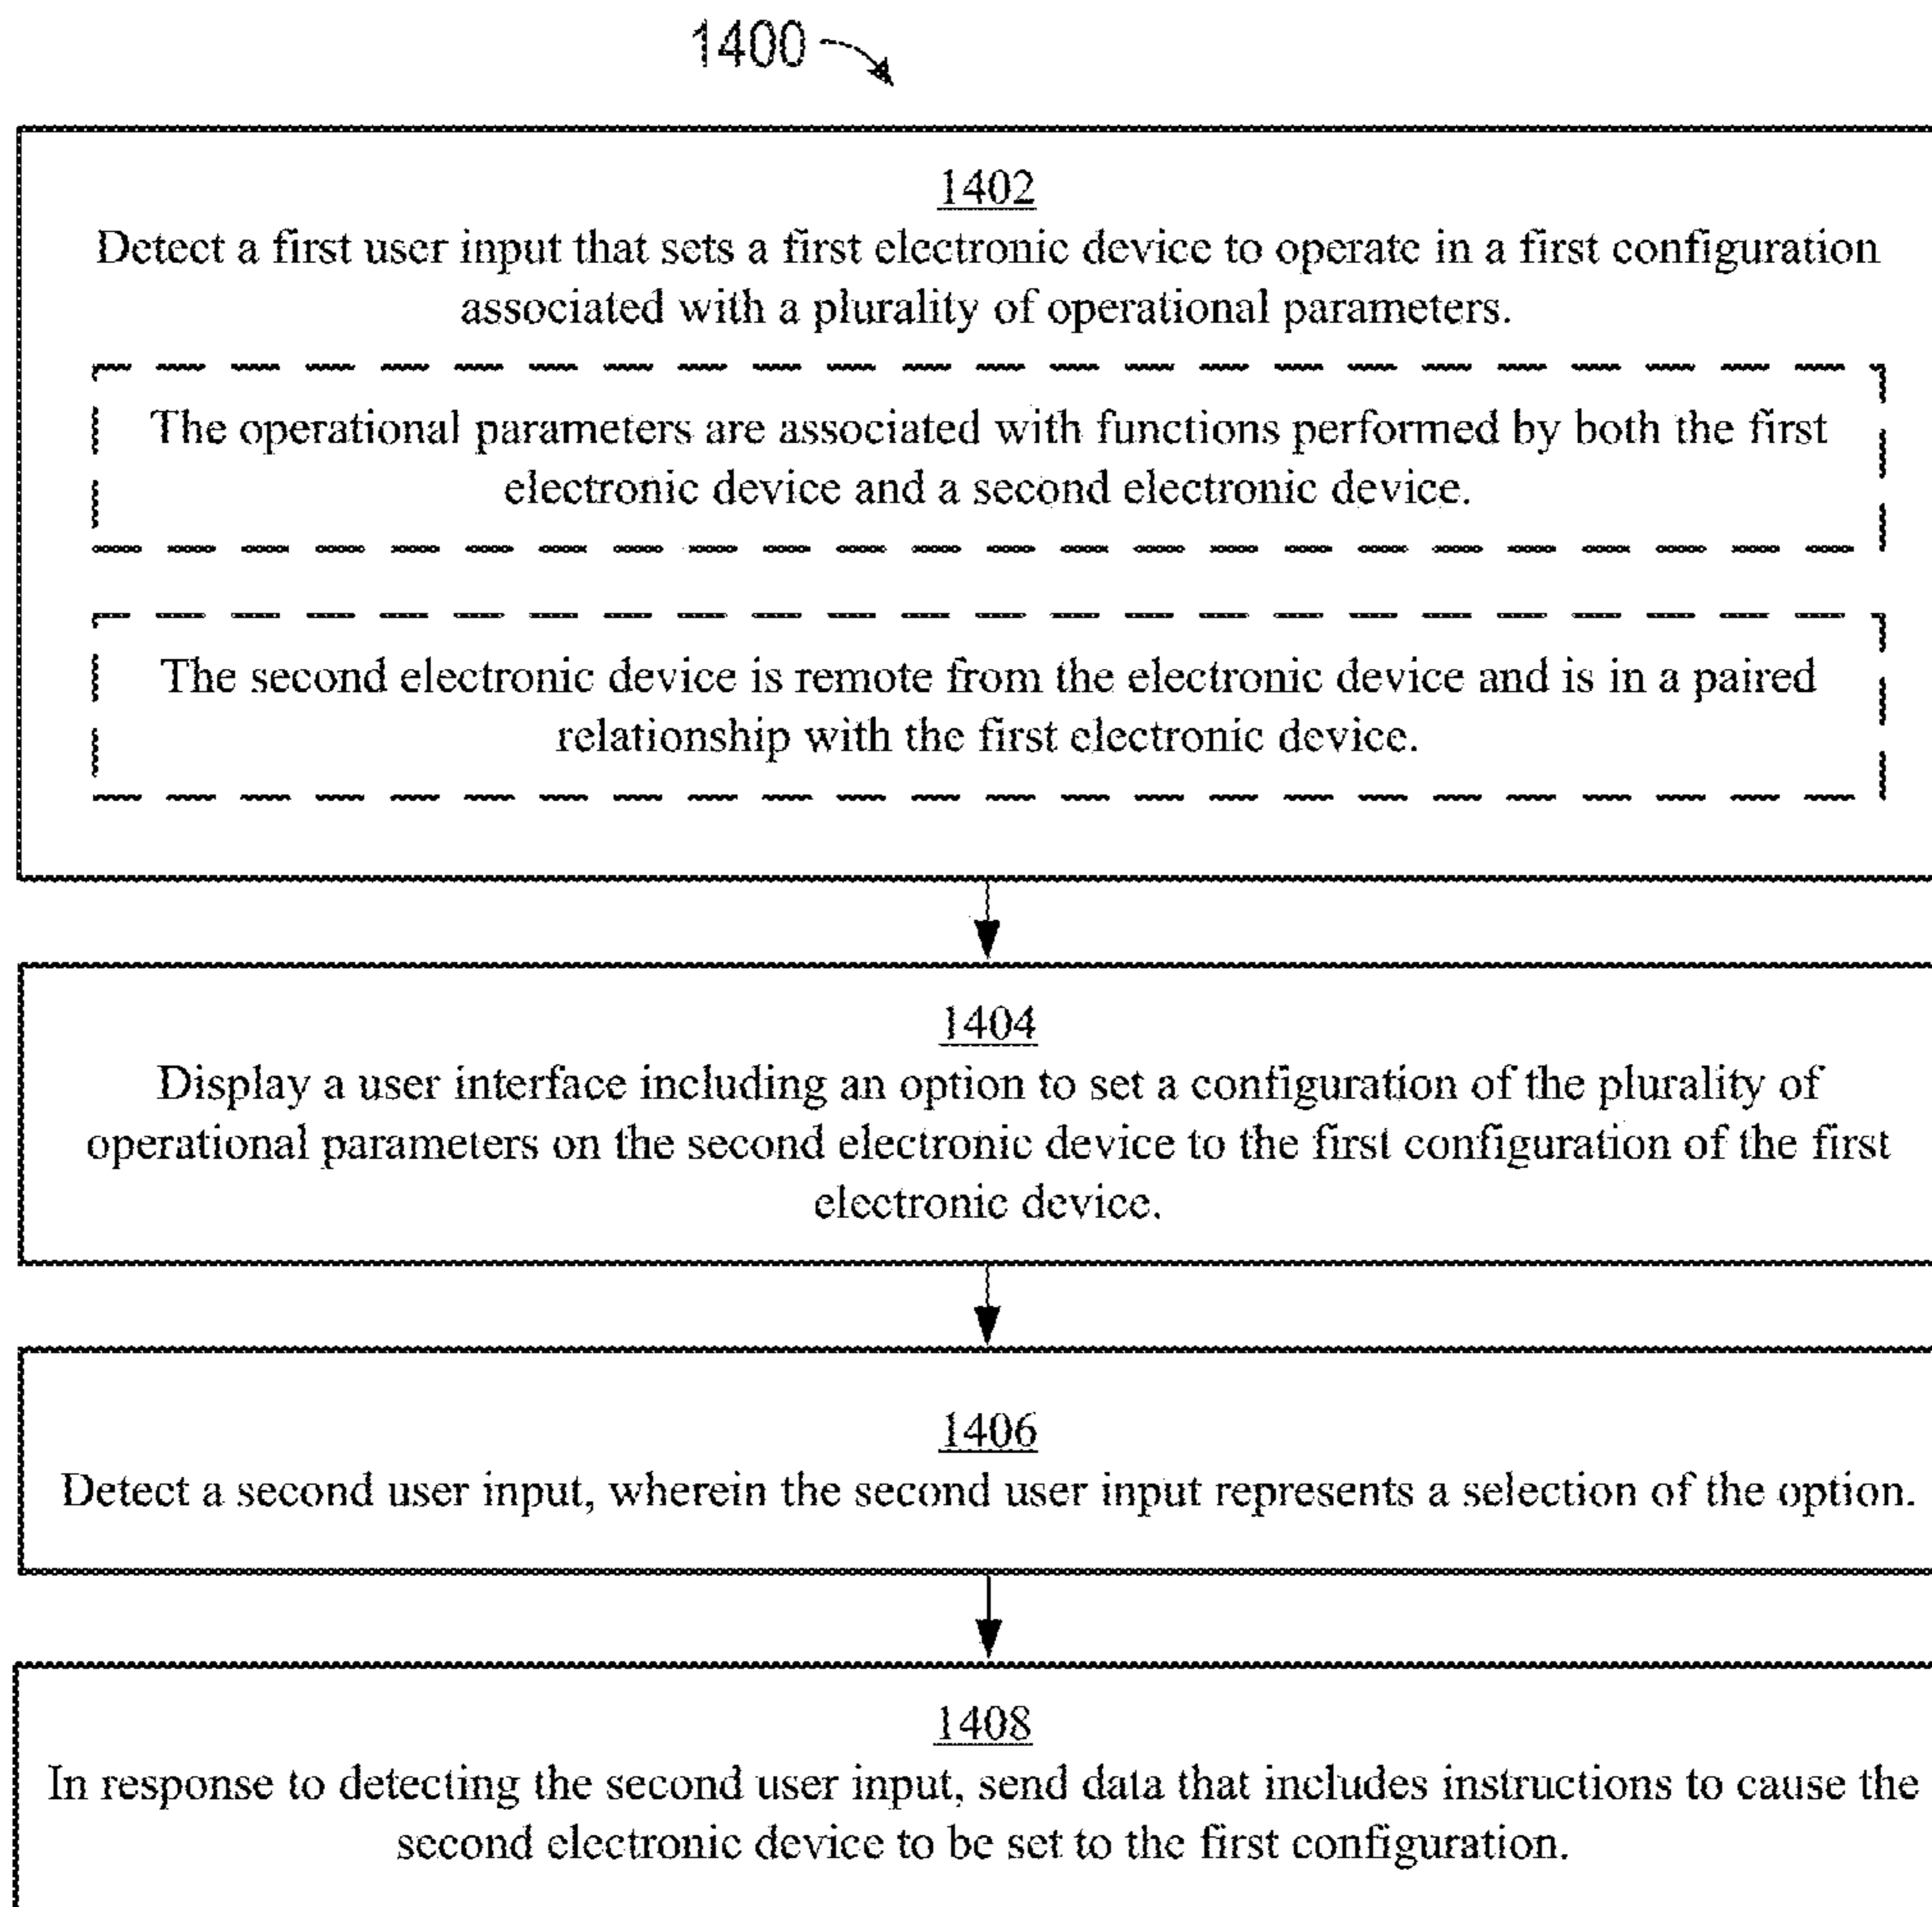 1400
1402
Detect a first user input that sets a first electronic device to operate in a first configuration
associated with a plurality of operational parameters.
The operational parameters are associated with functions performed by both the first
electronic device and a second electronic device.
The second electronic device is remote from the electronic device and is in a paired
relationship with the first electronic device.
1404
Display a user interface including an option to set a configuration of the plurality of
operational parameters on the second electronic device to the first configuration of the first
electronic device.
1406
Detect a second user input, wherein the second user input represents a selection of the option.
1408
In response to detecting the second user input, send data that includes instructions to cause the
second electronic device to be set to the first configuration.